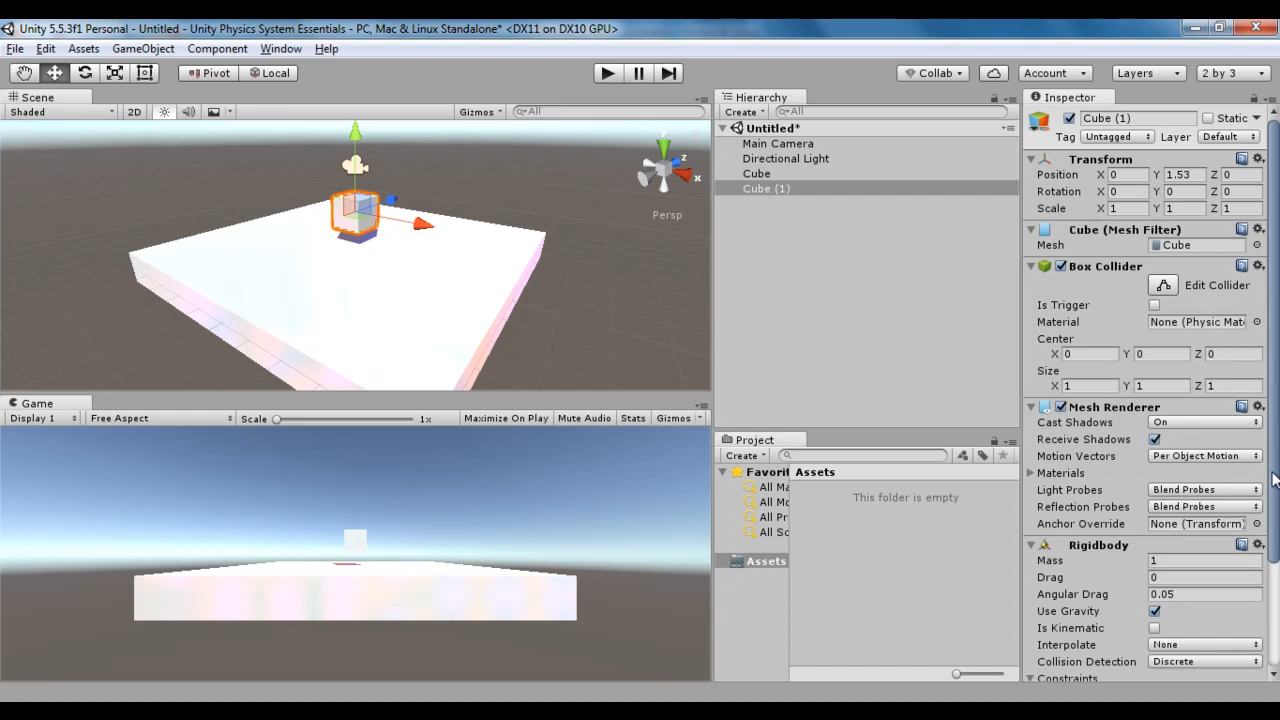 Unity 5.5.3f1 Personal - Untitled - Unity Physics System Essentials - PC, Mac & Linux Standalone* <DX11 on DX10 GPU>
File Edit Assets GameObject Component Window Help
Pivot Local Collab Account Layers 2 by 3
Scene
Shaded 2D Gizmos All
y
z
x
Persp
Game
Display 1 Free Aspect Scale 1x Maximize On Play Mute Audio Stats Gizmos
Hierarchy
Create All
Untitled*
Main Camera
Directional Light
Cube
Cube (1)
Project
Create
Favorit
All Ma
All Mo
All Pr
All Sc
Assets
Assets
This folder is empty
Inspector
Cube (1) Static
Tag Untagged Layer Default
Transform
Position X 0 Y 1.53 Z 0
Rotation X 0 Y 0 Z 0
Scale X 1 Y 1 Z 1
Cube (Mesh Filter)
Mesh Cube
Box Collider
Edit Collider
Is Trigger
Material None (Physic Mat
Center
X 0 Y 0 Z 0
Size
X 1 Y 1 Z 1
Mesh Renderer
Cast Shadows On
Receive Shadows
Motion Vectors Per Object Motion
Materials
Light Probes Blend Probes
Reflection Probes Blend Probes
Anchor Override None (Transform)
Rigidbody
Mass 1
Drag 0
Angular Drag 0.05
Use Gravity
Is Kinematic
Interpolate None
Collision Detection Discrete
Constraints